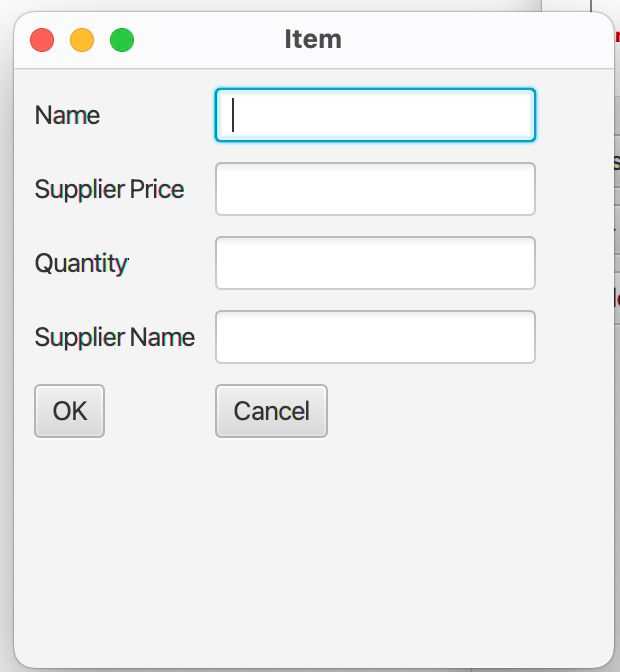 Item
Name
Supplier Price
Quantity
Supplier Name
OK
Cancel